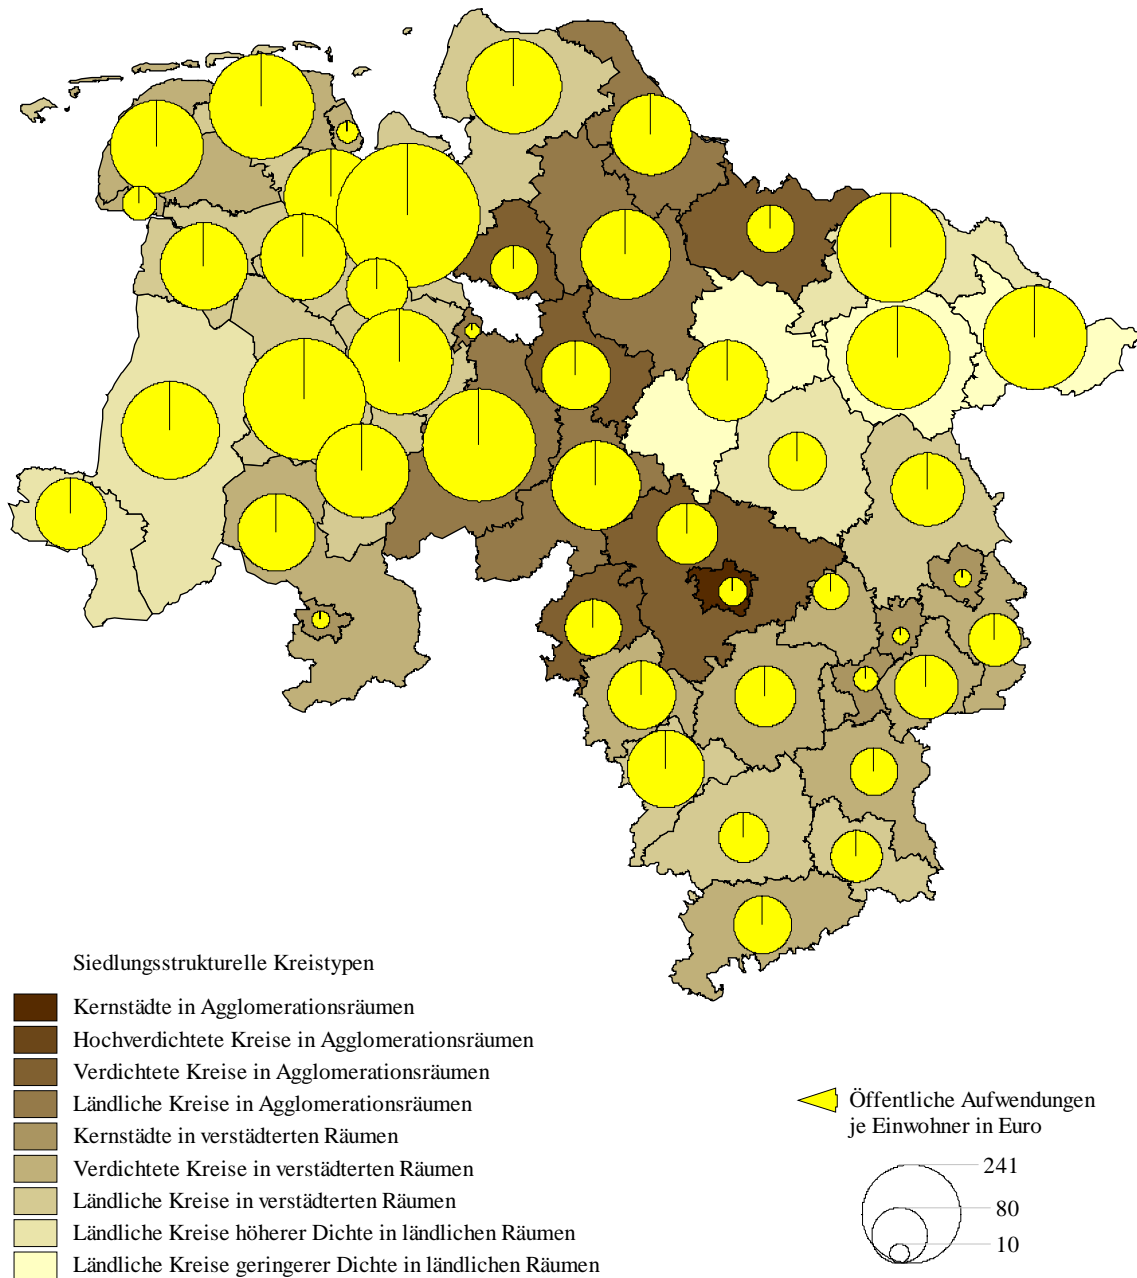 Siedlungsstrukturelle Kreistypen
Kernstädte in Agglomerationsräumen
Hochverdichtete Kreise in Agglomerationsräumen
Verdichtete Kreise in Agglomerationsräumen
Ländliche Kreise in Agglomerationsräumen
Kernstädte in verstädterten Räumen
Verdichtete Kreise in verstädterten Räumen
Ländliche Kreise in verstädterten Räumen
Ländliche Kreise höherer Dichte in ländlichen Räumen
Ländliche Kreise geringerer Dichte in ländlichen Räumen
Öffentliche Aufwendungen
je Einwohner in Euro
241
80
10